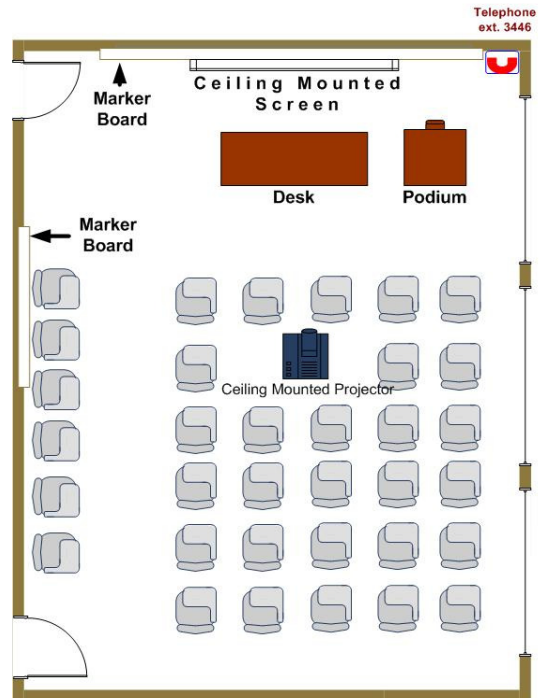 Telephone
ext. 3446
Ceiling Mounted
Screen
Marker
Board
Desk
Podium
Marker
Board
Ceiling Mounted Projector